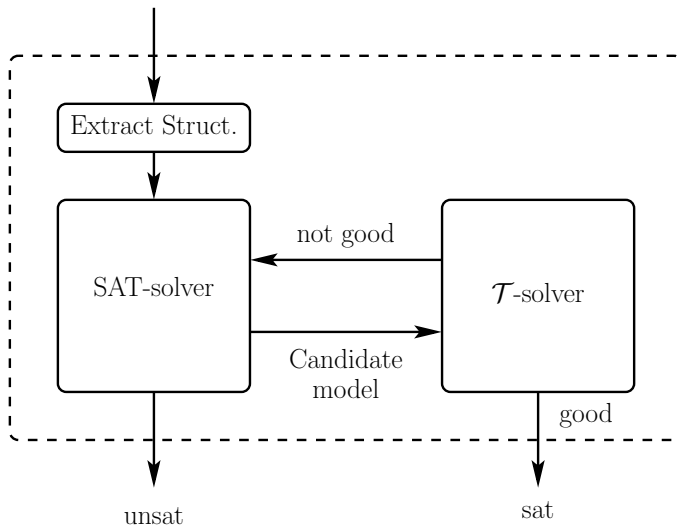 Extract Struct.
not good
SAT-solver
𝒯-solver
Candidate
model
good
unsat
sat